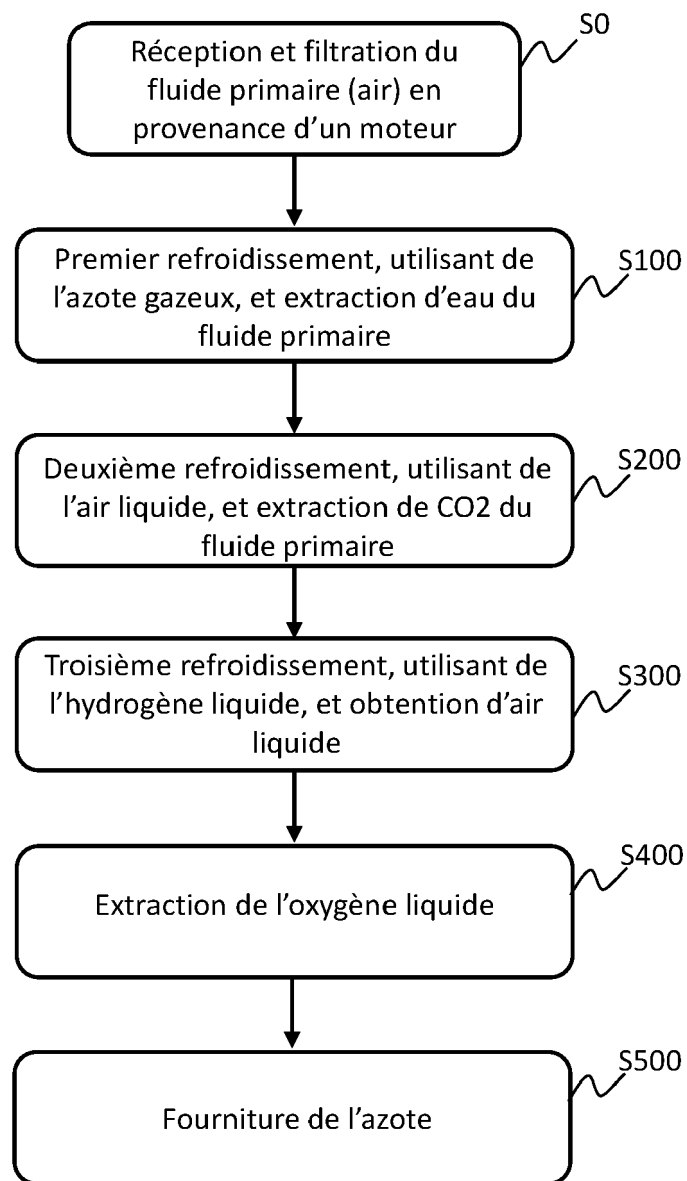 S0
Réception et filtration du
fluide primaire (air) en
provenance d'un moteur
S100
Premier refroidissement, utilisant de
l'azote gazeux, et extraction d'eau du
fluide primaire
S200
Deuxième refroidissement, utilisant de
l'air liquide, et extraction de CO2 du
fluide primaire
S300
Troisième refroidissement, utilisant de
l'hydrogène liquide, et obtention d'air
liquide
S400
Extraction de l'oxygène liquide
S500
Fourniture de l'azote